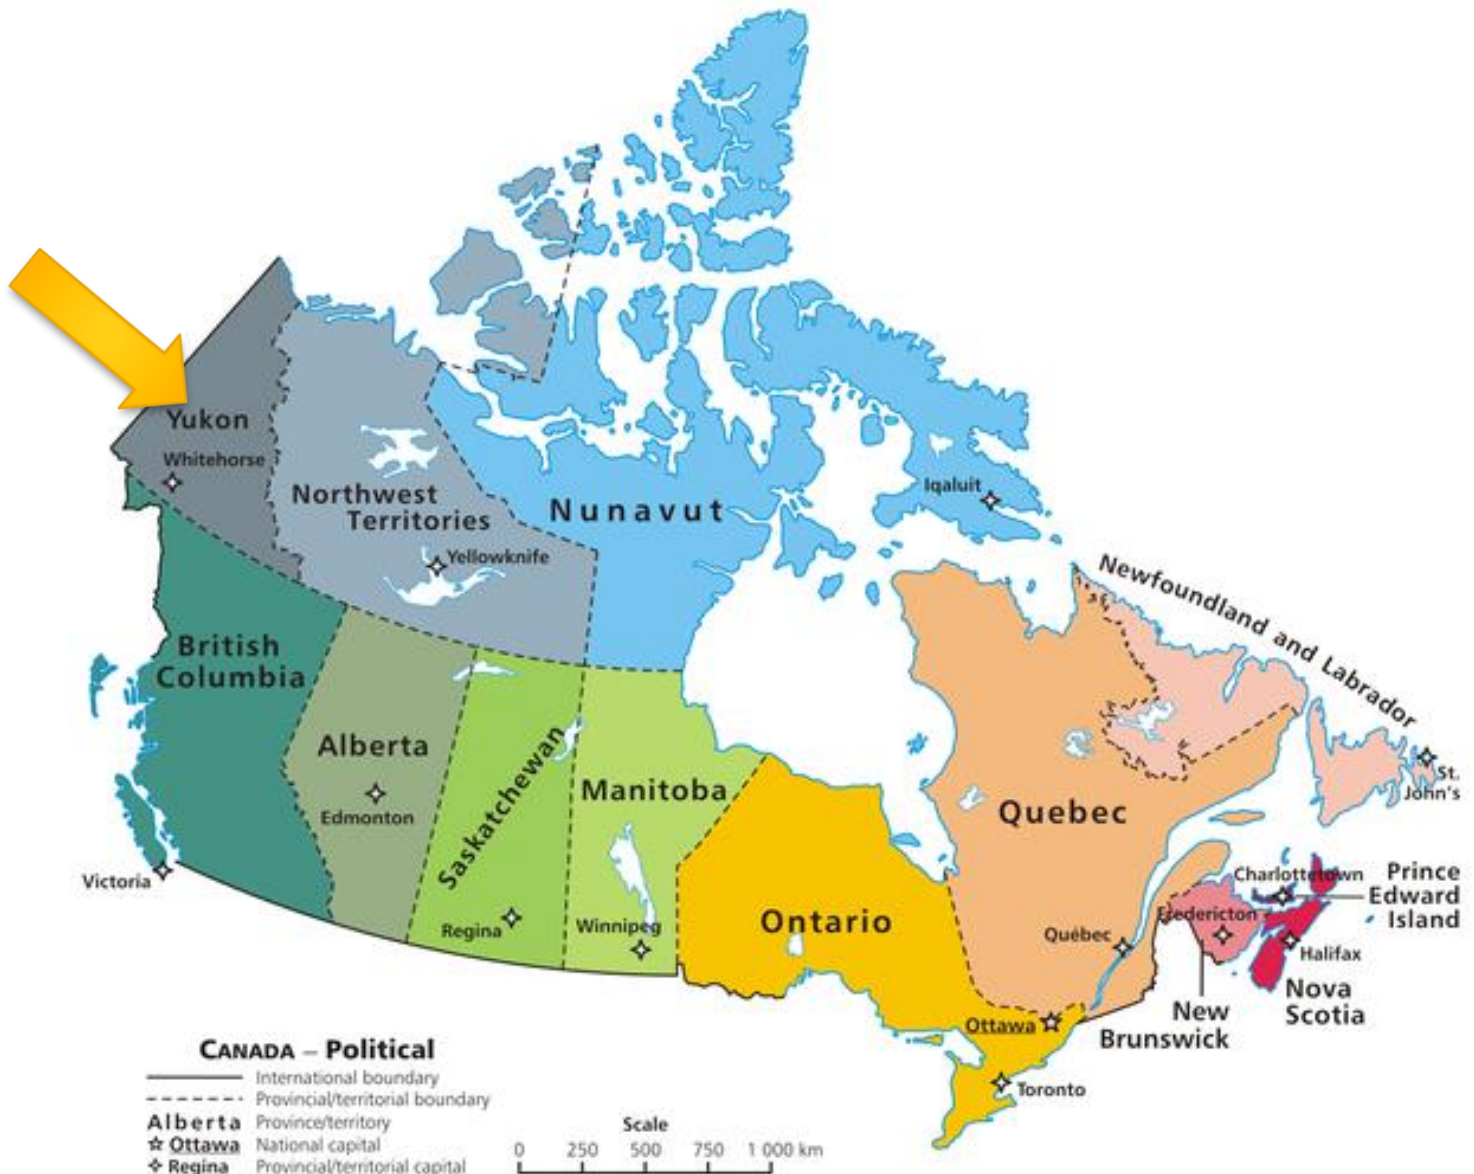 Yukon
Whitehorse
Northwest
Territories
Yellowknife
Nunavut
Iqaluit
British
Columbia
Victoria
Alberta
Edmonton
Saskatchewan
Regina
Manitoba
Winnipeg
Ontario
Ottawa
Toronto
Quebec
Québec
Newfoundland and Labrador
St.
John's
Charlottetown
Prince
Edward
Island
Fredericton
Halifax
Nova
Scotia
New
Brunswick
CANADA – Political
International boundary
Provincial/territorial boundary
Alberta Province/territory
Ottawa National capital
Regina Provincial/territorial capital
Scale
0 250 500 750 1 000 km